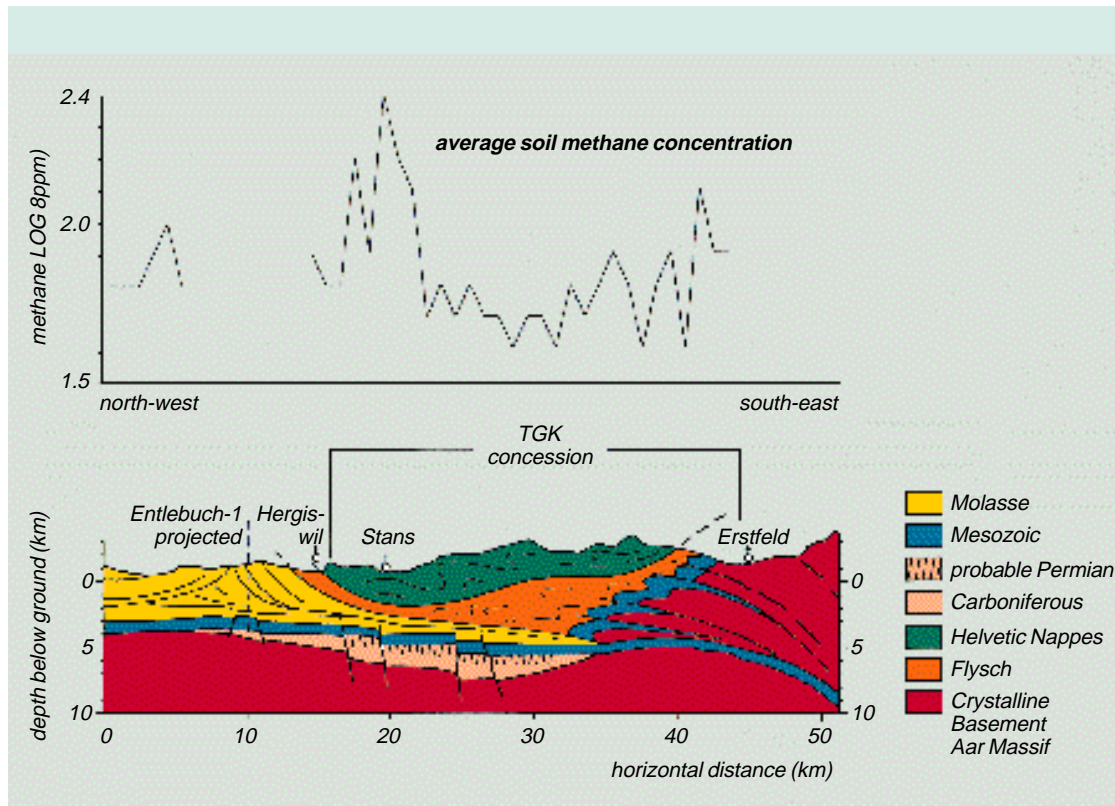 2.4
average soil methane concentration
2.0
methane LOG 8ppm
1.5
north-west
south-east
TGK
concession
Entlebuch-1
projected
Hergis-
wil
Stans
Erstfeld
0
5
10
depth below ground (km)
0
5
10
0
10
20
30
40
50
horizontal distance (km)
Molasse
Mesozoic
probable Permian
Carboniferous
Helvetic Nappes
Flysch
Crystalline
Basement
Aar Massif